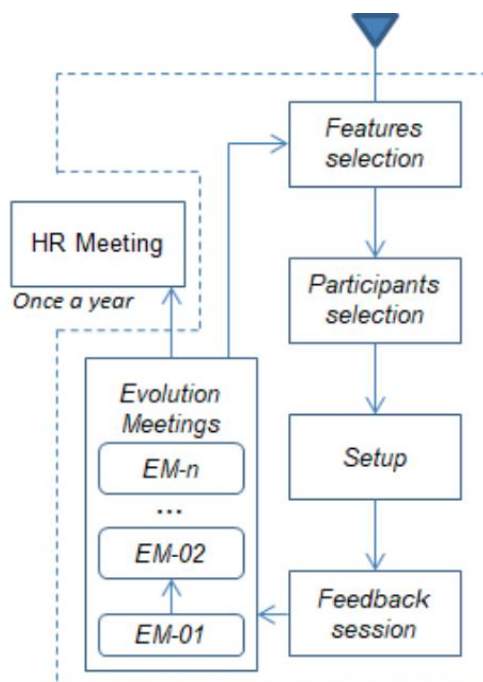 Features
selection
HR Meeting
Once a year
Participants
selection
Evolution
Meetings
EM-n
...
EM-02
EM-01
Setup
Feedback
session